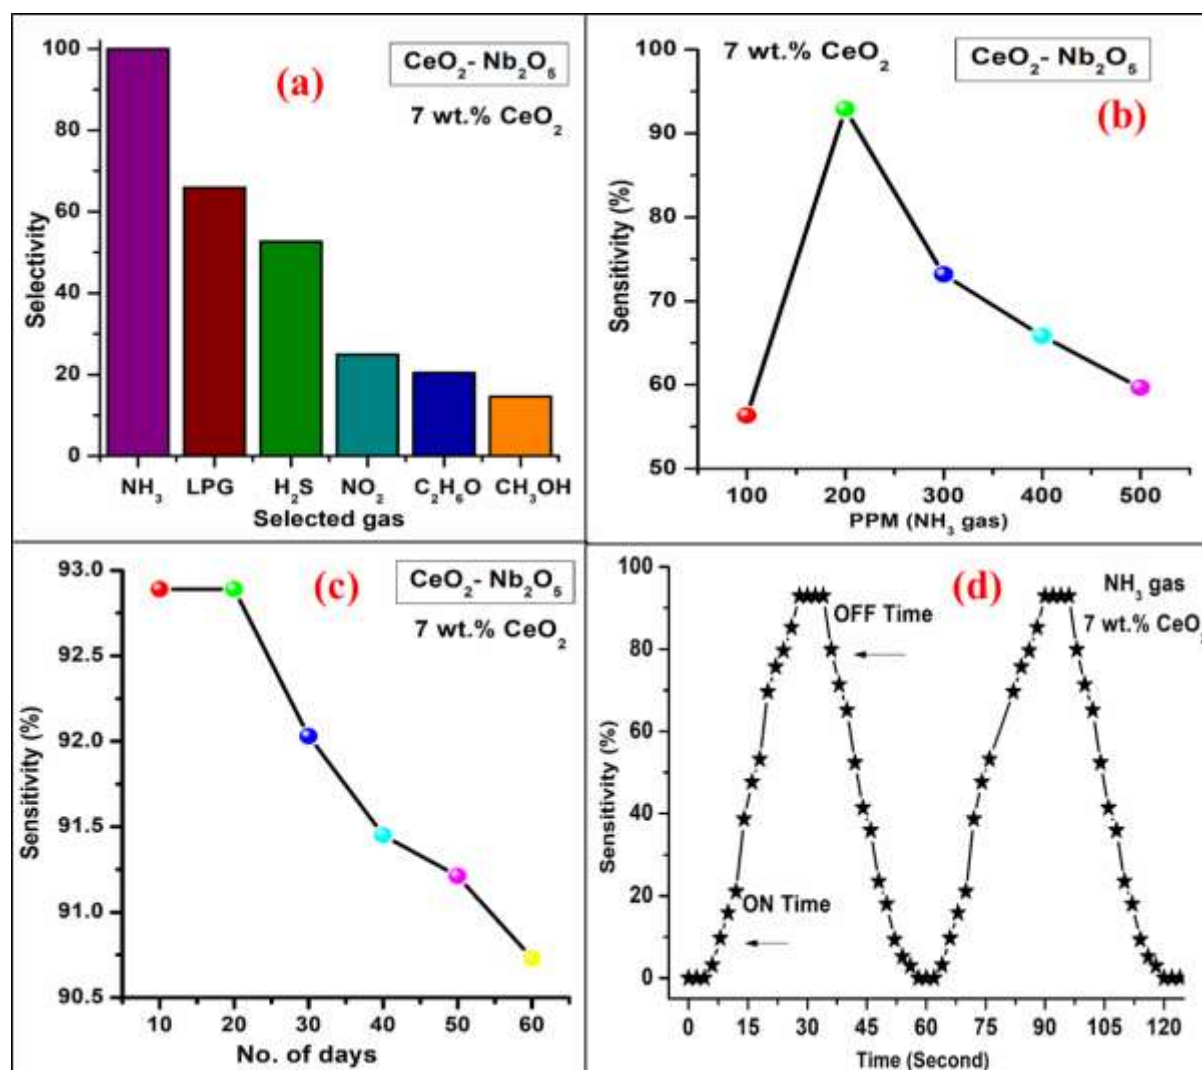 100
80
60
40
20
0
Selectivity
CeO₂- Nb₂O₅
(a)
7 wt.% CeO₂
NH₃ LPG H₂S NO₂ C₂H₆O CH₃OH
Selected gas
100
90
80
70
60
50
Sensitivity (%)
7 wt.% CeO₂
CeO₂- Nb₂O₅
(b)
100 200 300 400 500
PPM (NH₃ gas)
93.0
92.5
92.0
91.5
91.0
90.5
Sensitivity (%)
(c)
CeO₂- Nb₂O₅
7 wt.% CeO₂
10 20 30 40 50 60
No. of days
100
80
60
40
20
0
Sensitivity (%)
(d)
NH₃ gas
7 wt.% CeO₂
OFF Time
ON Time
0 15 30 45 60 75 90 105 120
Time (Second)